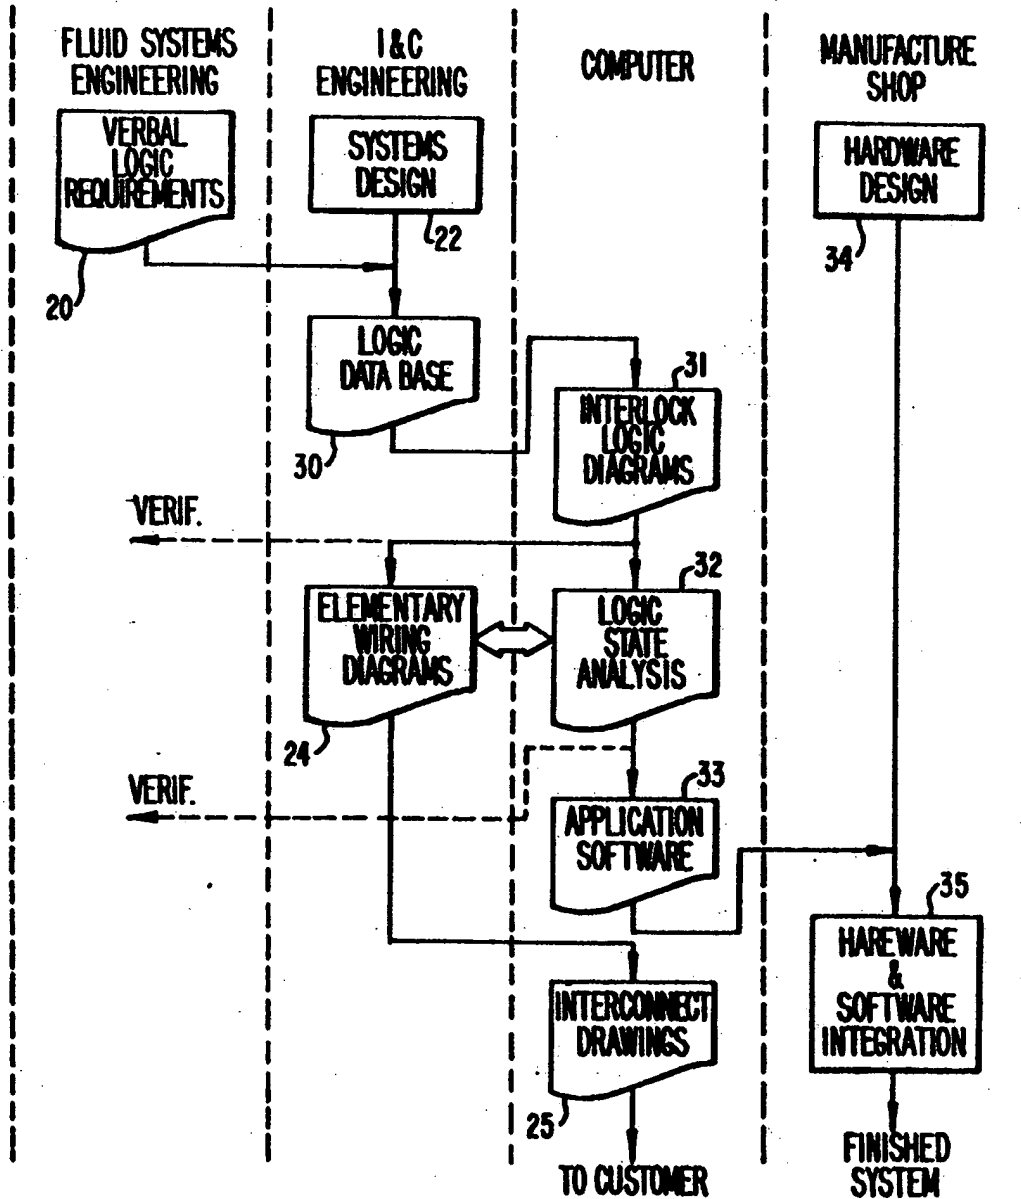 FLUID SYSTEMS
ENGINEERING
I & C
ENGINEERING
COMPUTER
MANUFACTURE
SHOP
VERBAL
LOGIC
REQUIREMENTS
20
SYSTEMS
DESIGN
22
HARDWARE
DESIGN
34
LOGIC
DATA BASE
30
31
INTERLOCK
LOGIC
DIAGRAMS
VERIF.
ELEMENTARY
WIRING
DIAGRAMS
24
32
LOGIC
STATE
ANALYSIS
VERIF.
33
APPLICATION
SOFTWARE
35
HAREWARE
&
SOFTWARE
INTEGRATION
INTERCONNECT
DRAWINGS
25
TO CUSTOMER
FINISHED
SYSTEM